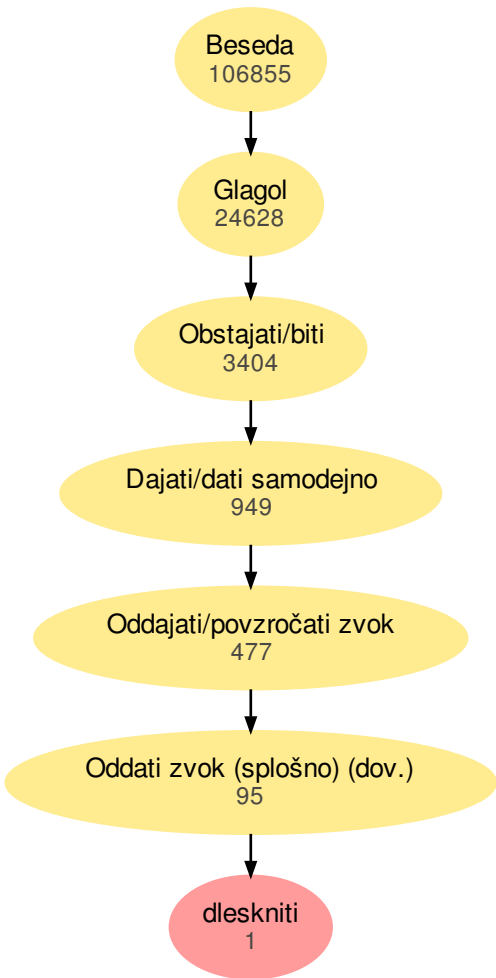 Beseda
106855
Glagol
24628
Obstajati/biti
3404
Dajati/dati samodejno
949
Oddajati/povzročati zvok
477
Oddati zvok (splošno) (dov.)
95
dleskniti
1